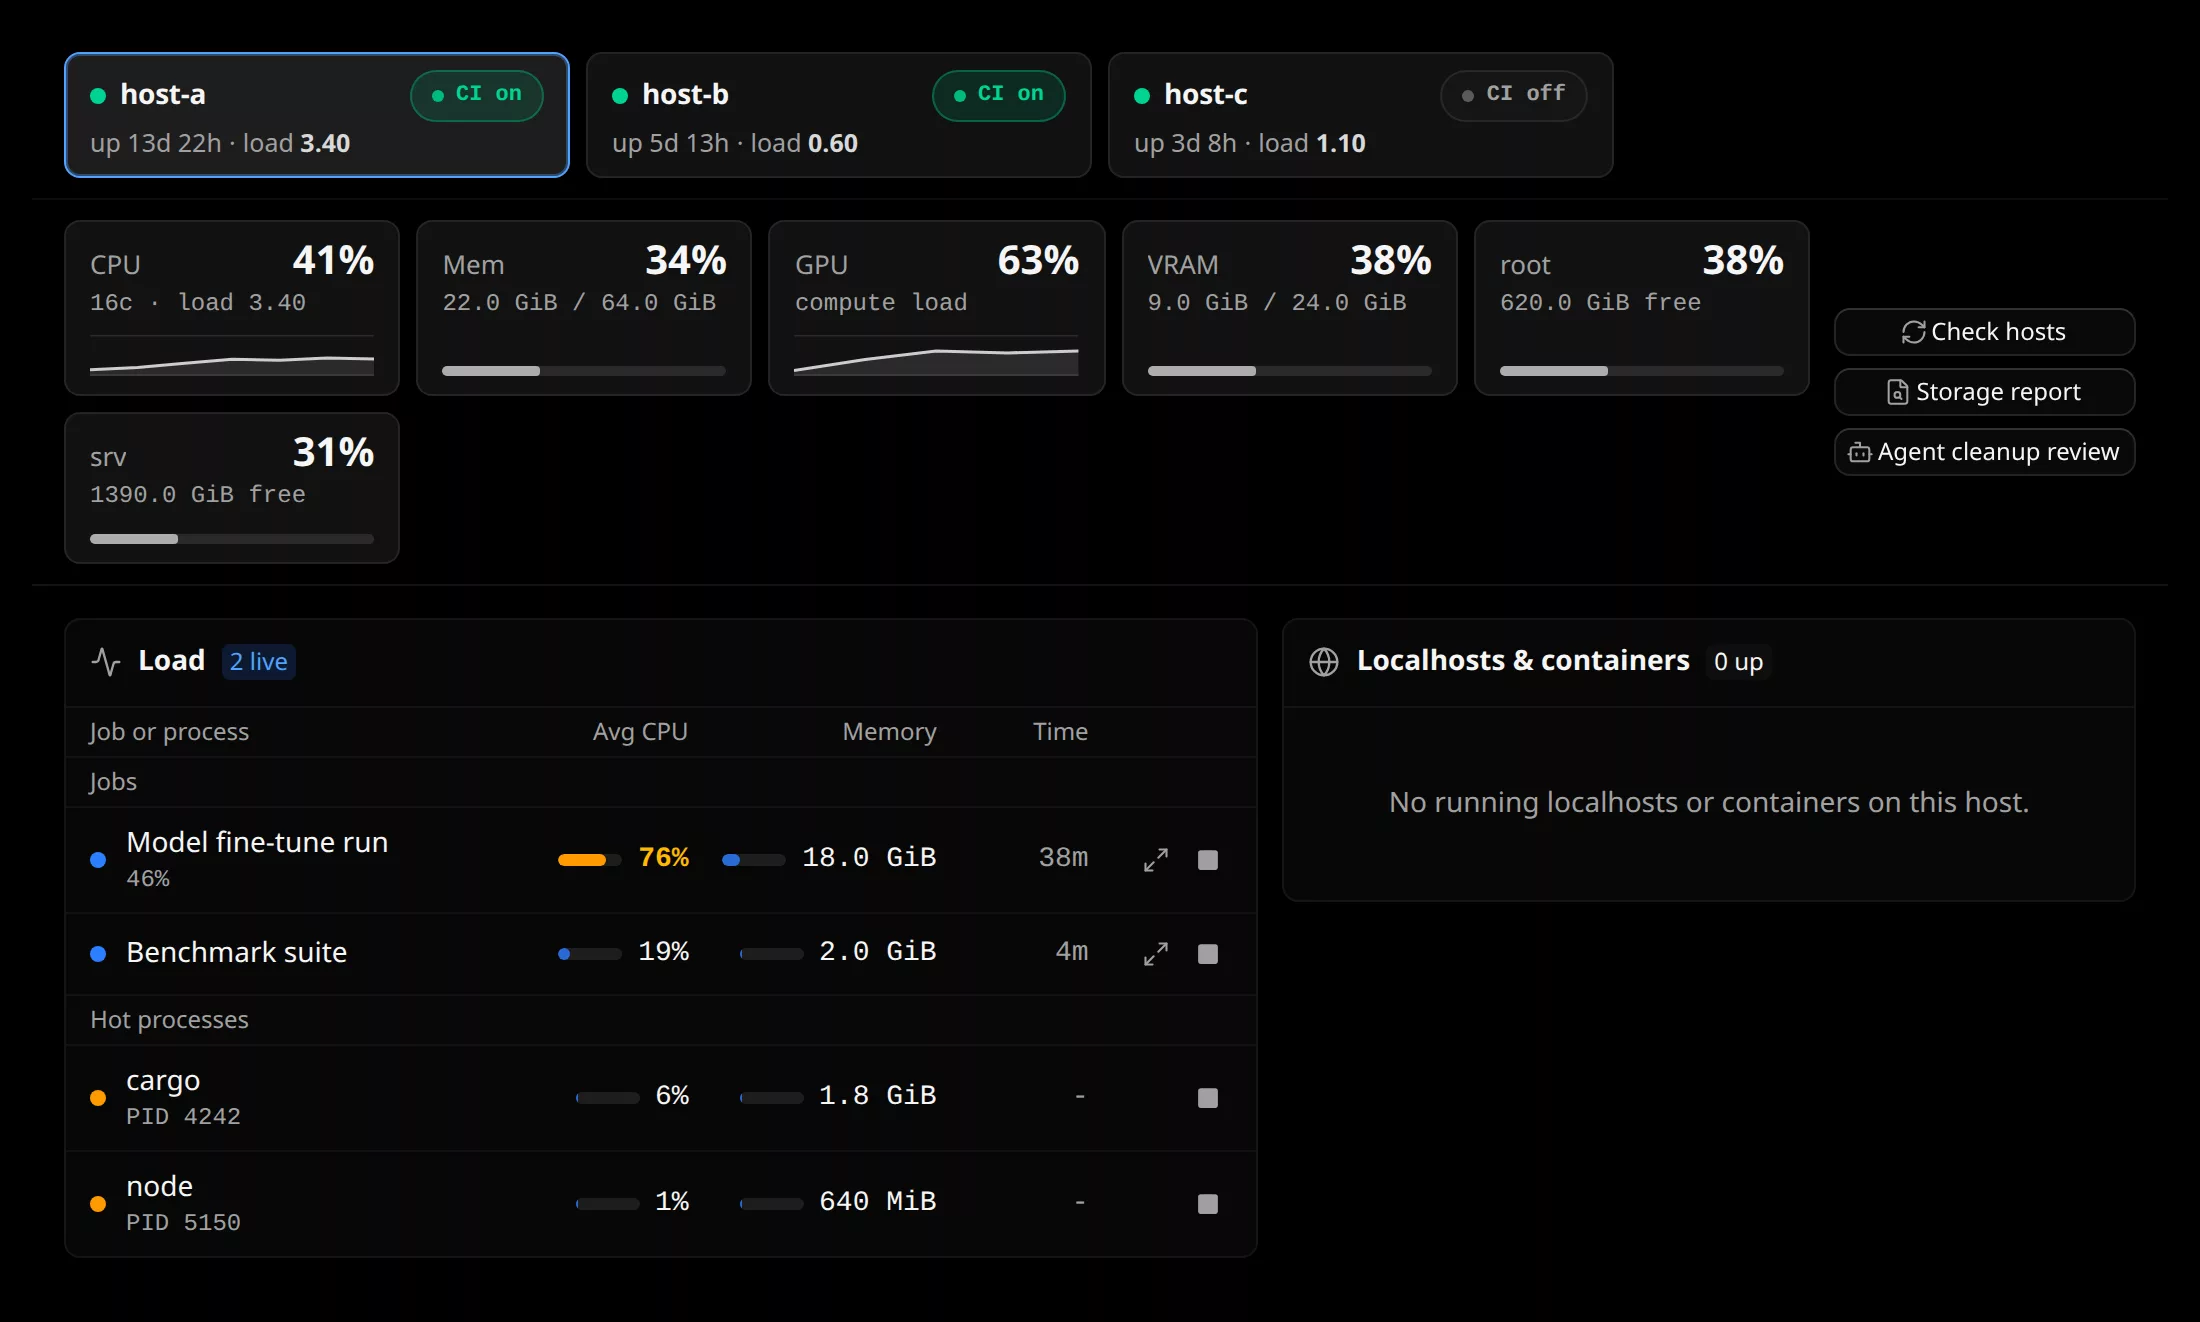 host-a
CI on
up 13d 22h · load 3.40
host-b
CI on
up 5d 13h · load 0.60
host-c
CI off
up 3d 8h · load 1.10
CPU 41%
16c · load 3.40
Mem 34%
22.0 GiB / 64.0 GiB
GPU 63%
compute load
VRAM 38%
9.0 GiB / 24.0 GiB
root 38%
620.0 GiB free
srv 31%
1390.0 GiB free
Check hosts
Storage report
Agent cleanup review
Load 2 live
Job or process Avg CPU Memory Time
Jobs
Model fine-tune run
46%
76% 18.0 GiB 38m
Benchmark suite 19% 2.0 GiB 4m
Hot processes
cargo
PID 4242
6% 1.8 GiB -
node
PID 5150
1% 640 MiB -
Localhosts & containers 0 up
No running localhosts or containers on this host.